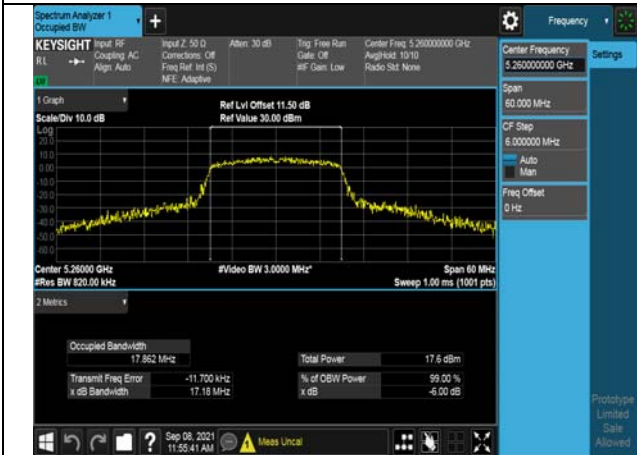 Spectrum Analyzer 1
Occupied BW
+
Frequency
KEYSIGHT
Input: RF
Coupling: AC
Align: Auto
Input Z: 50 Ω
Corrections: Off
Freq Ref: Int (S)
NFE: Adaptive
Atten: 30 dB
Trig: Free Run
Gate: Off
#IF Gain: Low
Center Freq: 5.260000000 GHz
Avg|Hold: 10/10
Radio Std: None
RL
Center Frequency
5.260000000 GHz
Settings
Span
60.000 MHz
CF Step
6.000000 MHz
Auto
Man
Freq Offset
0 Hz
1 Graph
Scale/Div 10.0 dB
Ref Lvl Offset 11.50 dB
Ref Value 30.00 dBm
Log
20.0
10.0
0.00
-10.0
-20.0
-30.0
-40.0
-50.0
-60.0
Center 5.26000 GHz
#Res BW 820.00 kHz
#Video BW 3.0000 MHz*
Span 60 MHz
Sweep 1.00 ms (1001 pts)
2 Metrics
Occupied Bandwidth
17.862 MHz
Total Power 17.6 dBm
Transmit Freq Error -11.700 kHz
% of OBW Power 99.00 %
x dB Bandwidth 17.18 MHz
x dB -6.00 dB
Prototype
Limited
Sale
Allowed
?
Sep 08, 2021
11:55:41 AM
Meas Uncal